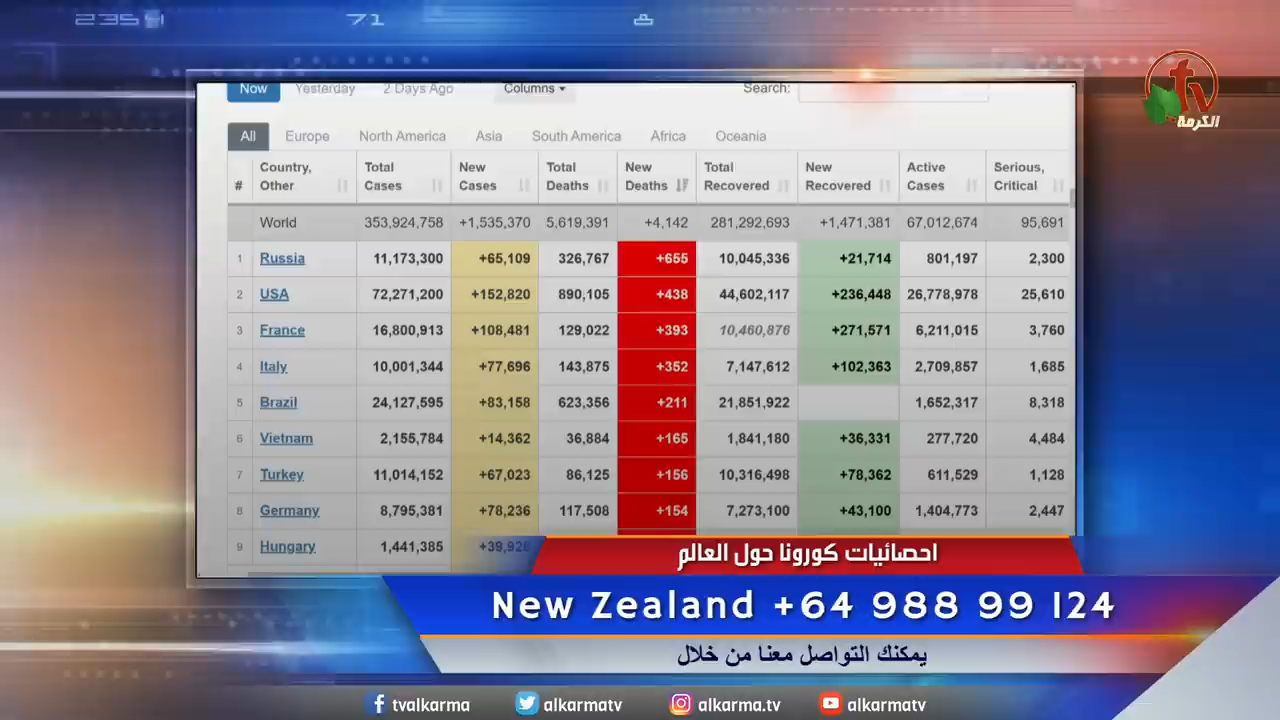 235
71
Now Yesterday 2 Days Ago Columns Search:
tv
الكرمة
All Europe North America Asia South America Africa Oceania
# Country, Other Total Cases New Cases Total Deaths New Deaths Total Recovered New Recovered Active Cases Serious, Critical
World 353,924,758 +1,535,370 5,619,391 +4,142 281,292,693 +1,471,381 67,012,674 95,691
1 Russia 11,173,300 +65,109 326,767 +655 10,045,336 +21,714 801,197 2,300
2 USA 72,271,200 +152,820 890,105 +438 44,602,117 +236,448 26,778,978 25,610
3 France 16,800,913 +108,481 129,022 +393 10,460,876 +271,571 6,211,015 3,760
4 Italy 10,001,344 +77,696 143,875 +352 7,147,612 +102,363 2,709,857 1,685
5 Brazil 24,127,595 +83,158 623,356 +211 21,851,922 1,652,317 8,318
6 Vietnam 2,155,784 +14,362 36,884 +165 1,841,180 +36,331 277,720 4,484
7 Turkey 11,014,152 +67,023 86,125 +156 10,316,498 +78,362 611,529 1,128
8 Germany 8,795,381 +78,236 117,508 +154 7,273,100 +43,100 1,404,773 2,447
9 Hungary 1,441,385
احصائيات كورونا حول العالم
New Zealand +64 988 99 124
يمكنك التواصل معنا من خلال
tvalkarma alkarmatv alkarma.tv alkarmatv